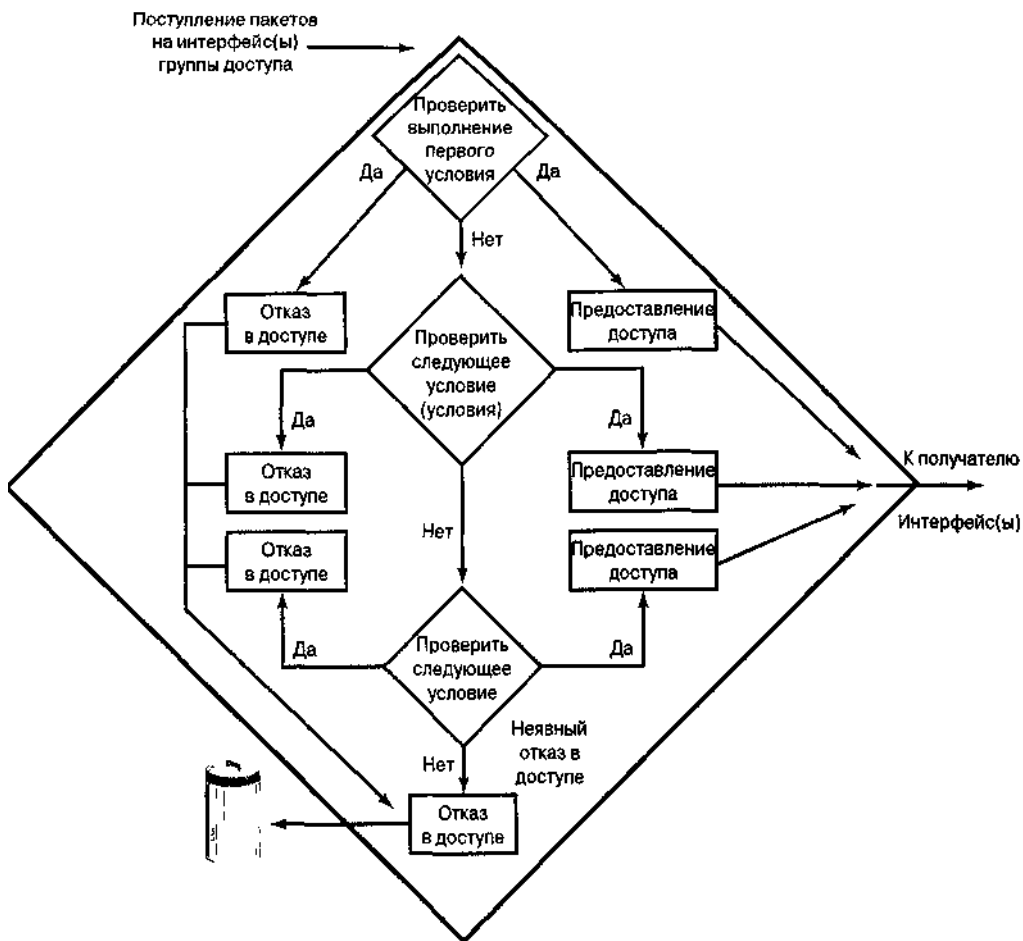 Поступление пакетов
на интерфейс(ы)
группы доступа
Проверить
выполнение
первого
условия
Да
Да
Нет
Отказ
в доступе
Предоставление
доступа
Проверить
следующее
условие
(условия)
Да
Да
Отказ
в доступе
Предоставление
доступа
К получателю
Интерфейс(ы)
Нет
Отказ
в доступе
Предоставление
доступа
Проверить
следующее
условие
Да
Да
Неявный
отказ в
доступе
Нет
Отказ
в доступе